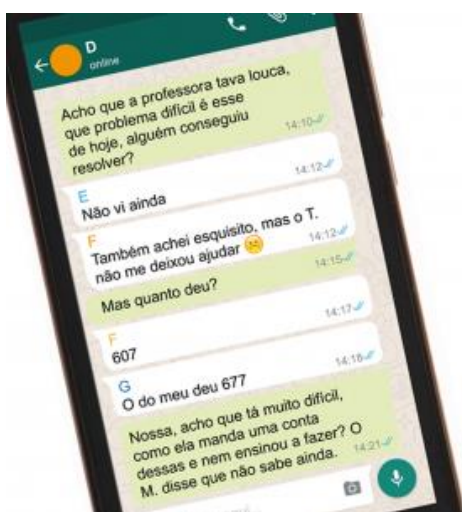 D
online
Acho que a professora tava louca,
que problema difícil é esse
de hoje, alguém conseguiu
resolver?
14:10
E
Não vi ainda
14:12
F
Também achei esquisito, mas o T.
não me deixou ajudar
14:12
Mas quanto deu?
14:15
F
607
14:17
G
O do meu deu 677
14:18
Nossa, acho que tá muito difícil,
como ela manda uma conta
dessas e nem ensinou a fazer? O
M. disse que não sabe ainda.
14:21